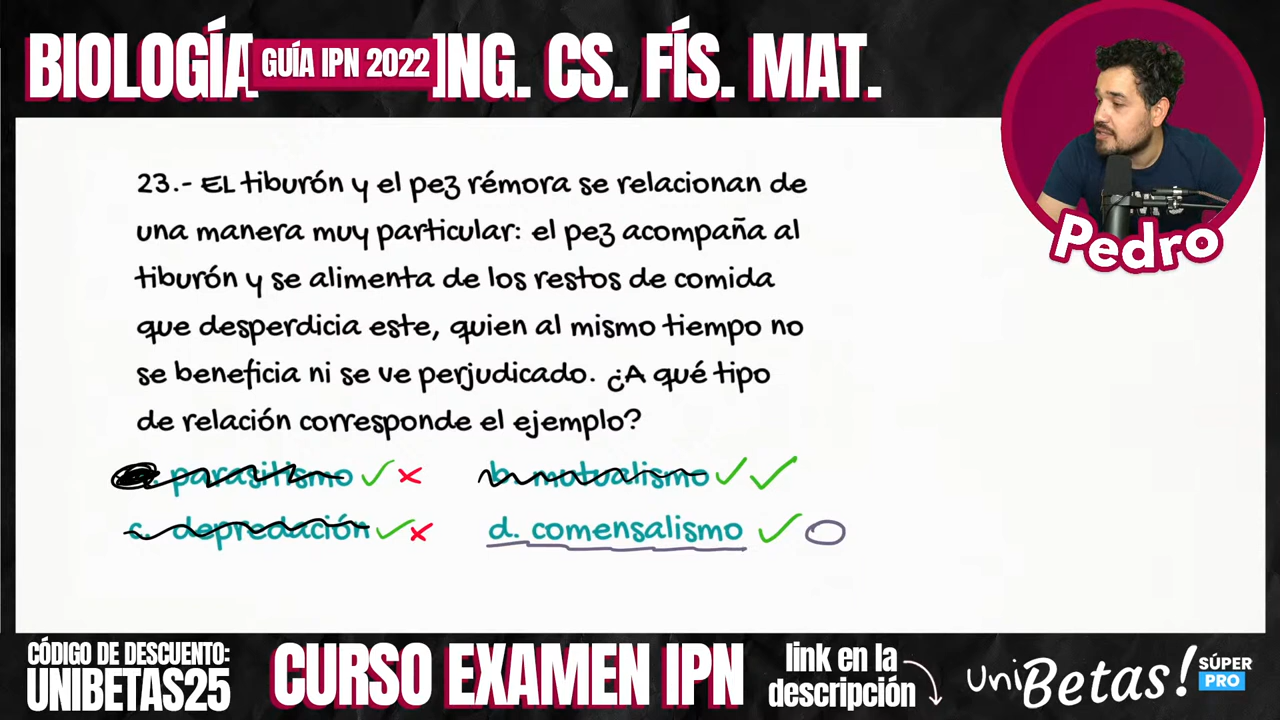 BIOLOGÍA GUÍA IPN 2022 ING. CS. FÍS. MAT.
Pedro
23.- EL tiburón y el pez rémora se relacionan de
una manera muy particular: el pez acompaña al
tiburón y se alimenta de los restos de comida
que desperdicia este, quien al mismo tiempo no
se beneficia ni se ve perjudicado. ¿A qué tipo
de relación corresponde el ejemplo?
parasitismo ✓ ✗ b. mutualismo ✓ ✓
c. depredación ✓ ✗ d. comensalismo ✓ O
CÓDIGO DE DESCUENTO:
UNIBETAS25
CURSO EXAMEN IPN
link en la
descripción
uniBetas! SÚPER
PRO